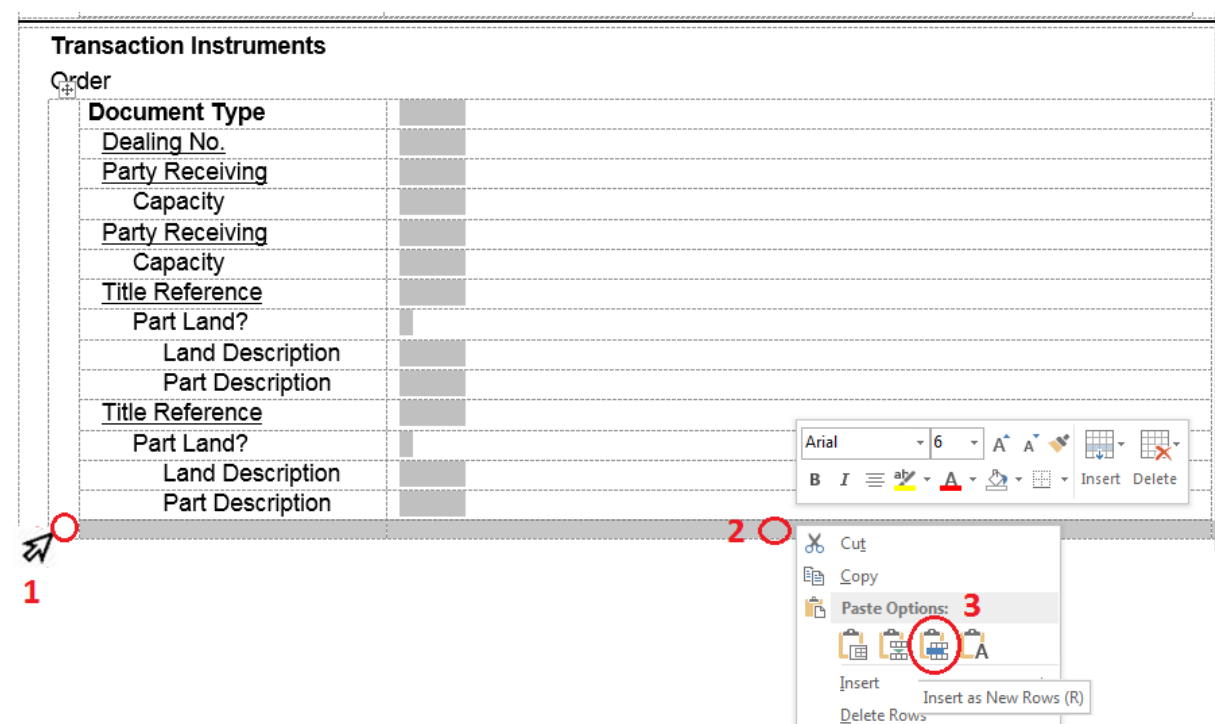 Transaction Instruments
Order
Document Type
Dealing No.
Party Receiving
Capacity
Party Receiving
Capacity
Title Reference
Part Land?
Land Description
Part Description
Title Reference
Part Land?
Land Description
Part Description
Arial 6 A A
B I ab A Insert Delete
1
2
Cut
Copy
Paste Options: 3
A
Insert
Insert as New Rows (R)
Delete Rows